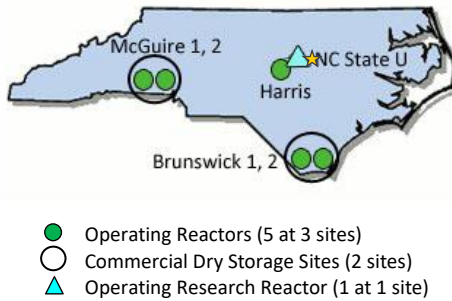 McGuire 1, 2
NC State U
Harris
Brunswick 1, 2
Operating Reactors (5 at 3 sites)
Commercial Dry Storage Sites (2 sites)
Operating Research Reactor (1 at 1 site)